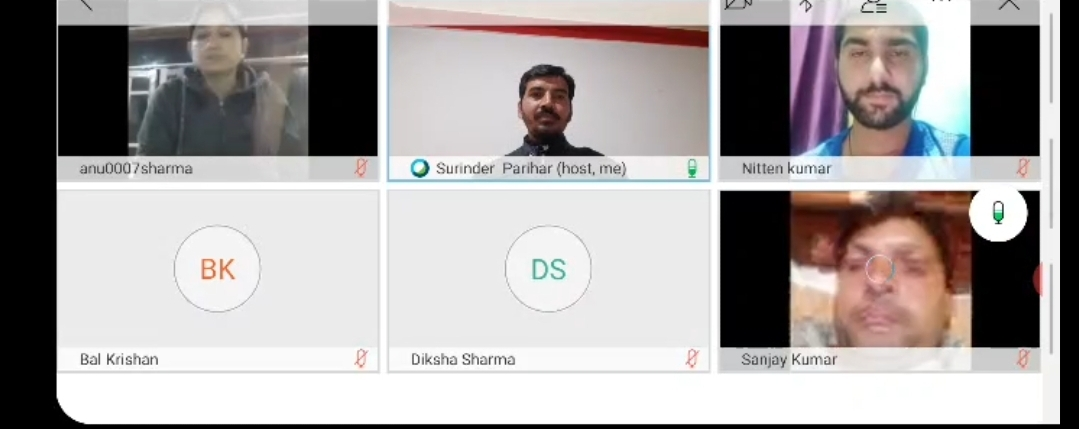 anu0007sharma
Surinder Parihar (host, me)
Nitten kumar
BK
DS
Bal Krishan
Diksha Sharma
Sanjay Kumar